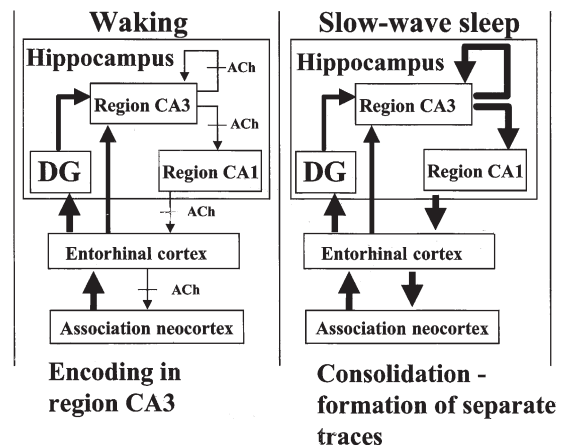 Waking
Hippocampus
ACh
Region CA3
ACh
DG
Region CA1
ACh
Entorhinal cortex
ACh
Association neocortex
Encoding in
region CA3
Slow-wave sleep
Hippocampus
Region CA3
DG
Region CA1
Entorhinal cortex
Association neocortex
Consolidation -
formation of separate
traces